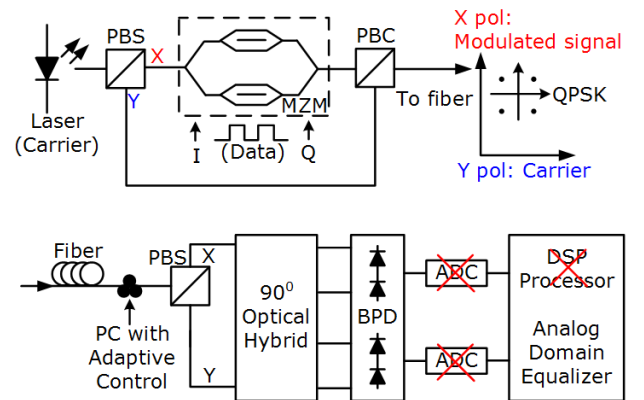 PBS
X
Y
Laser
(Carrier)
MZM
I
(Data)
Q
PBC
To fiber
X pol:
Modulated signal
QPSK
Y pol: Carrier
Fiber
PC with
Adaptive
Control
PBS
X
Y
90⁰
Optical
Hybrid
BPD
ADC
ADC
DSP
Processor
Analog
Domain
Equalizer